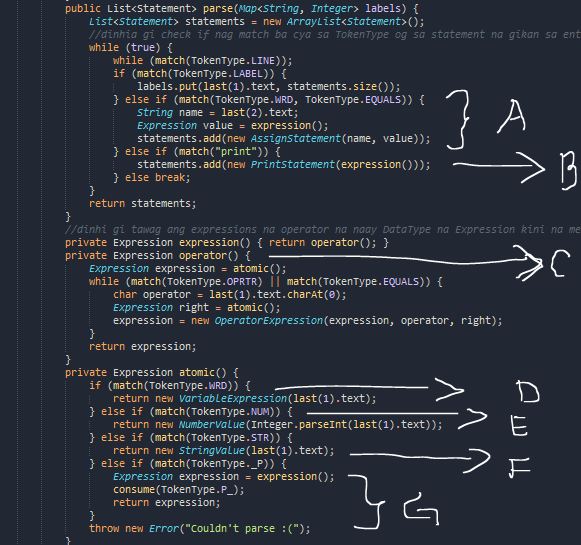 public List<Statement> parse(Map<String, Integer> labels) {
List<Statement> statements = new ArrayList<Statement>();
//dinhia gi check if nag match ba cya sa TokenType og sa statement na gikan sa ent
while (true) {
while (match(TokenType.LINE));
if (match(TokenType.LABEL)) {
labels.put(last(1).text, statements.size());
} else if (match(TokenType.WRD, TokenType.EQUALS)) {
String name = last(2).text;
Expression value = expression();
statements.add(new AssignStatement(name, value));
} else if (match("print")) {
statements.add(new PrintStatement(expression()));
} else break;
}
return statements;
}
//dinhi gi tawag ang expressions na operator na naay DataType na Expression kini na me
private Expression expression() { return operator(); }
private Expression operator() {
Expression expression = atomic();
while (match(TokenType.OPRTR) || match(TokenType.EQUALS)) {
char operator = last(1).text.charAt(0);
Expression right = atomic();
expression = new OperatorExpression(expression, operator, right);
}
return expression;
}
private Expression atomic() {
if (match(TokenType.WRD)) {
return new VariableExpression(last(1).text);
} else if (match(TokenType.NUM)) {
return new NumberValue(Integer.parseInt(last(1).text));
} else if (match(TokenType.STR)) {
return new StringValue(last(1).text);
} else if (match(TokenType._P)) {
Expression expression = expression();
consume(TokenType.P_);
return expression;
}
throw new Error("Couldn't parse :(");
}
A
B
C
D
E
F
G